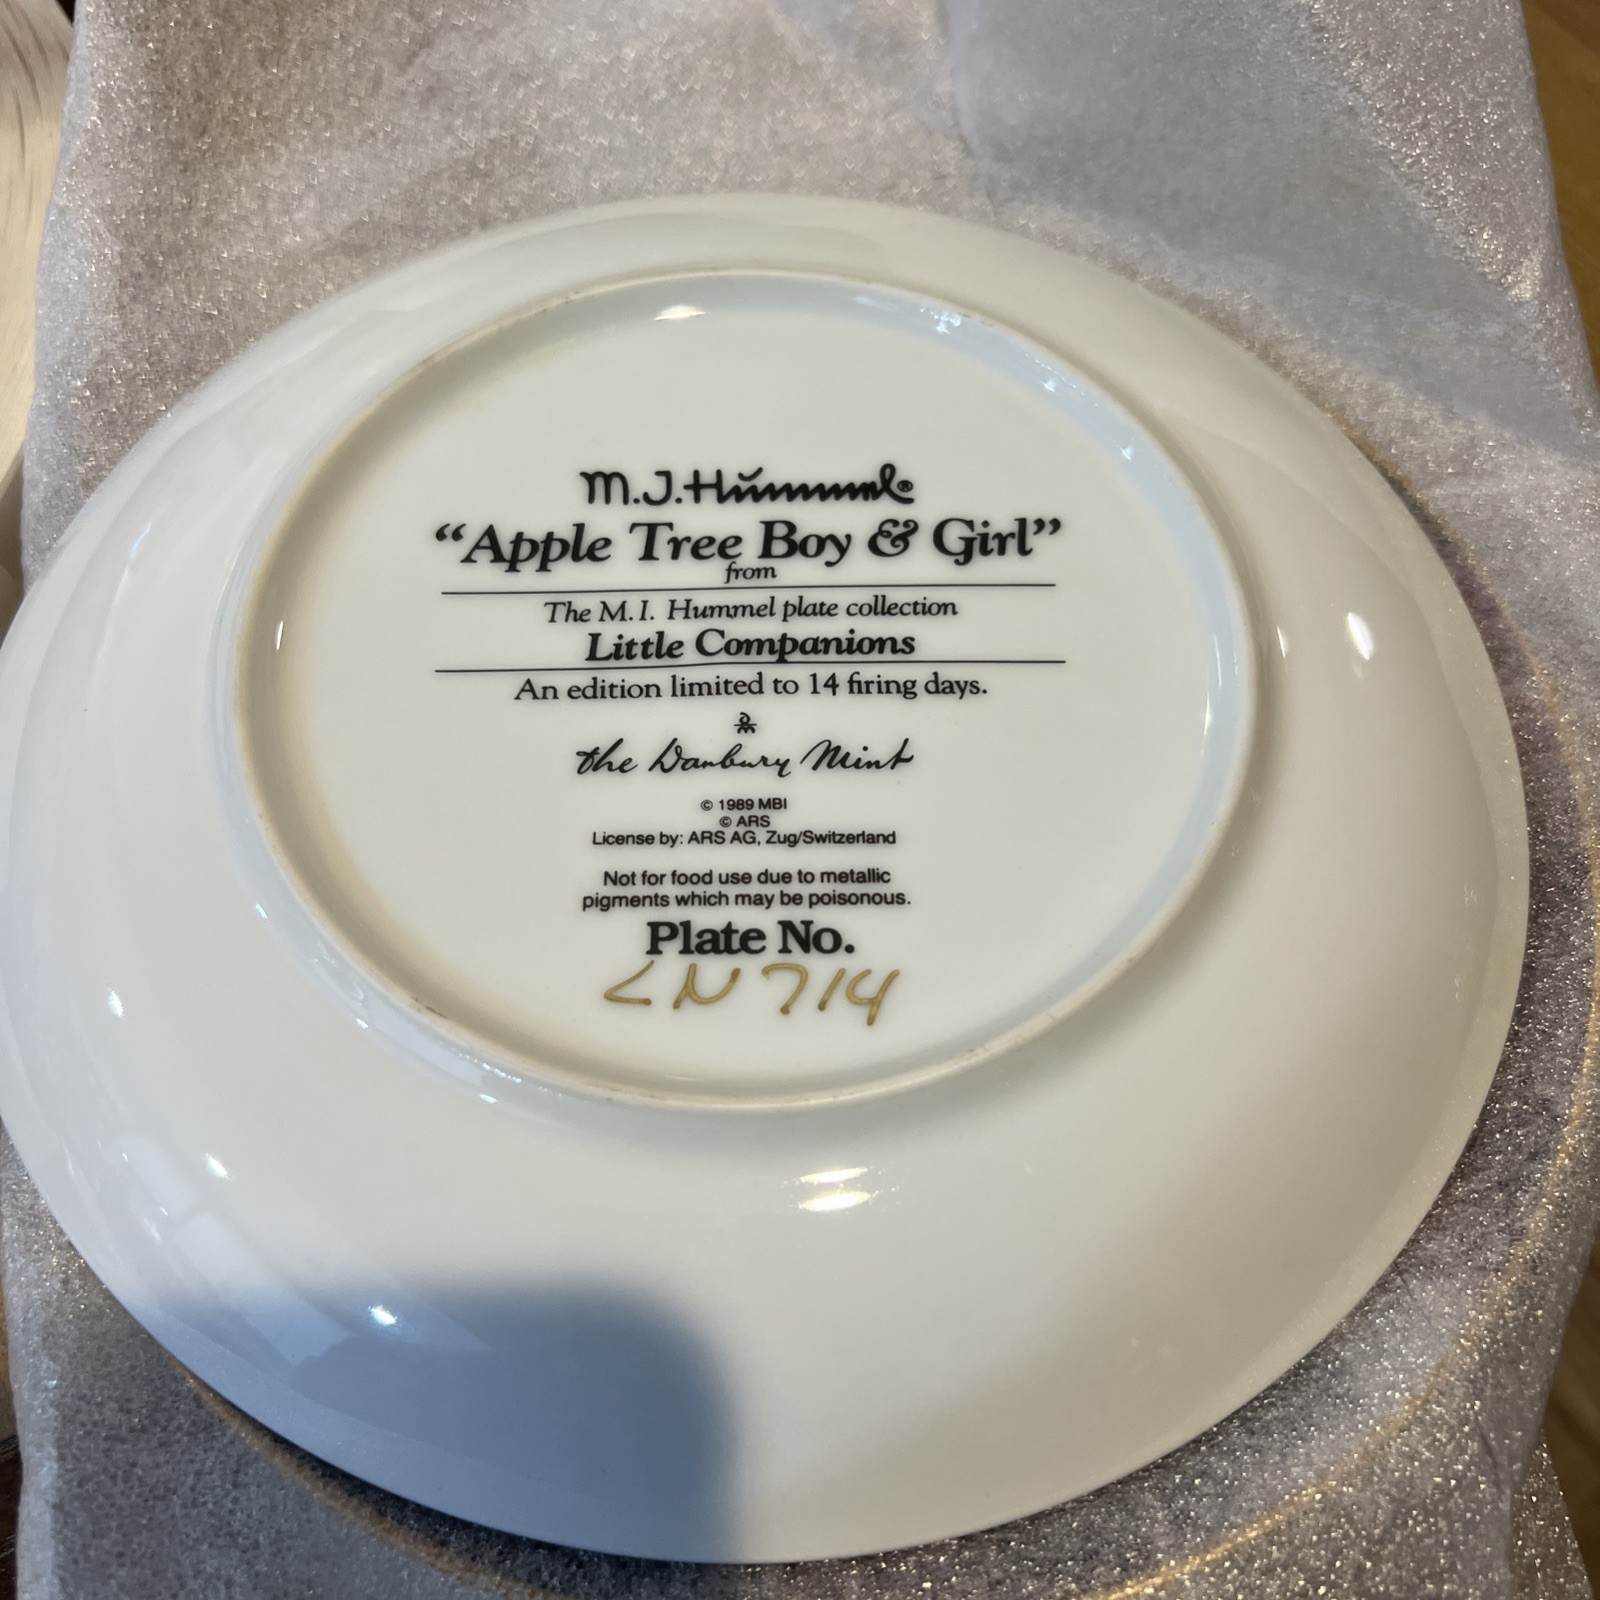 M.J. Hummel®
“Apple Tree Boy & Girl”
from
The M.I. Hummel plate collection
Little Companions
An edition limited to 14 firing days.
the Danbury Mint
© 1989 MBI
© ARS
License by: ARS AG, Zug/Switzerland
Not for food use due to metallic
pigments which may be poisonous.
Plate No.
LN714